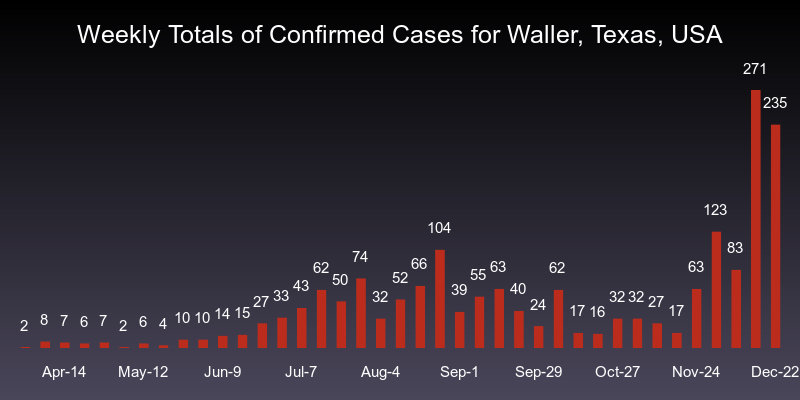 Weekly Totals of Confirmed Cases for Waller, Texas, USA
2 8 7 6 7 2 6 4 10 10 14 15 27 33 43 62 50 74 32 52 66 104 39 55 63 40 24 62 17 16 32 32 27 17 63 123 83 271 235
Apr-14 May-12 Jun-9 Jul-7 Aug-4 Sep-1 Sep-29 Oct-27 Nov-24 Dec-22